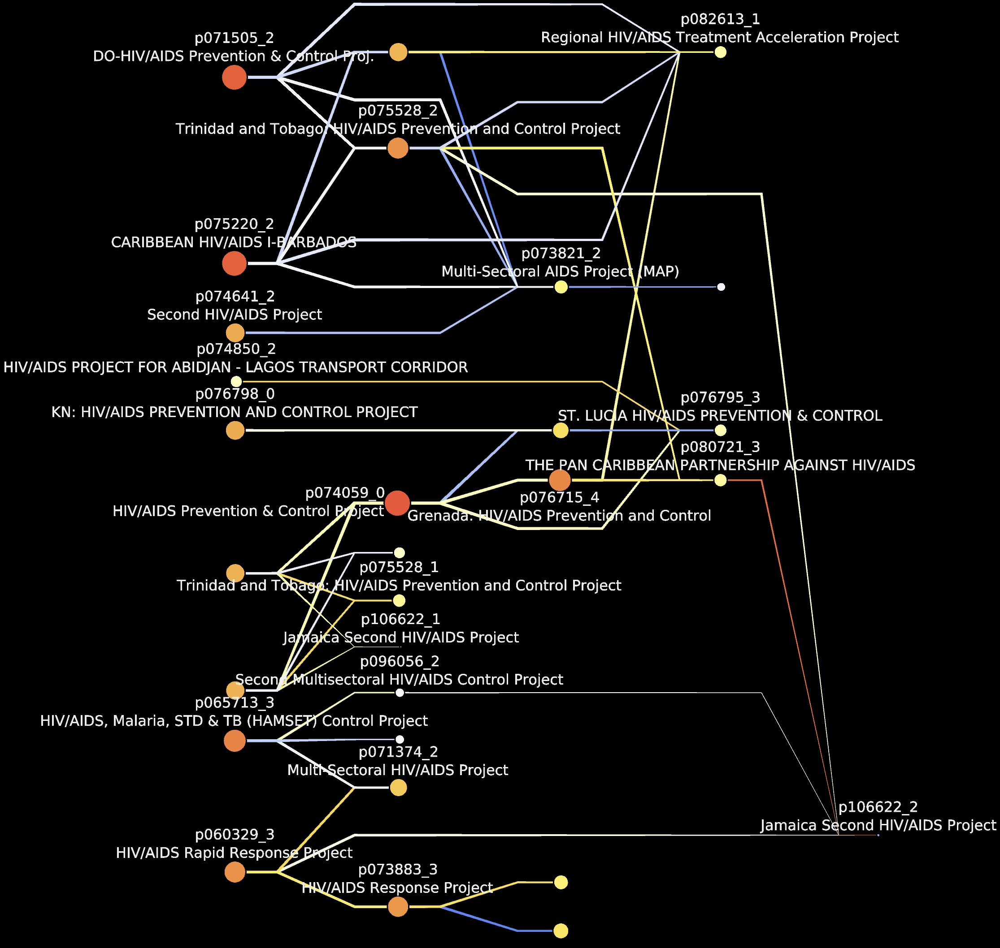 p082613_1
Regional HIV/AIDS Treatment Acceleration Project
p071505_2
DO-HIV/AIDS Prevention & Control Proj.
p075528_2
Trinidad and Tobago: HIV/AIDS Prevention and Control Project
p075220_2
CARIBBEAN HIV/AIDS I-BARBADOS
p073821_2
Multi-Sectoral AIDS Project (MAP)
p074641_2
Second HIV/AIDS Project
p074850_2
HIV/AIDS PROJECT FOR ABIDJAN - LAGOS TRANSPORT CORRIDOR
p076798_0
KN: HIV/AIDS PREVENTION AND CONTROL PROJECT
p076795_3
ST. LUCIA HIV/AIDS PREVENTION & CONTROL
p080721_3
THE PAN CARIBBEAN PARTNERSHIP AGAINST HIV/AIDS
p074059_0
HIV/AIDS Prevention & Control Project
p076715_4
Grenada: HIV/AIDS Prevention and Control
p075528_1
Trinidad and Tobago: HIV/AIDS Prevention and Control Project
p106622_1
Jamaica Second HIV/AIDS Project
p096056_2
Second Multisectoral HIV/AIDS Control Project
p065713_3
HIV/AIDS, Malaria, STD & TB (HAMSET) Control Project
p071374_2
Multi-Sectoral HIV/AIDS Project
p106622_2
Jamaica Second HIV/AIDS Project
p060329_3
HIV/AIDS Rapid Response Project
p073883_3
HIV/AIDS Response Project